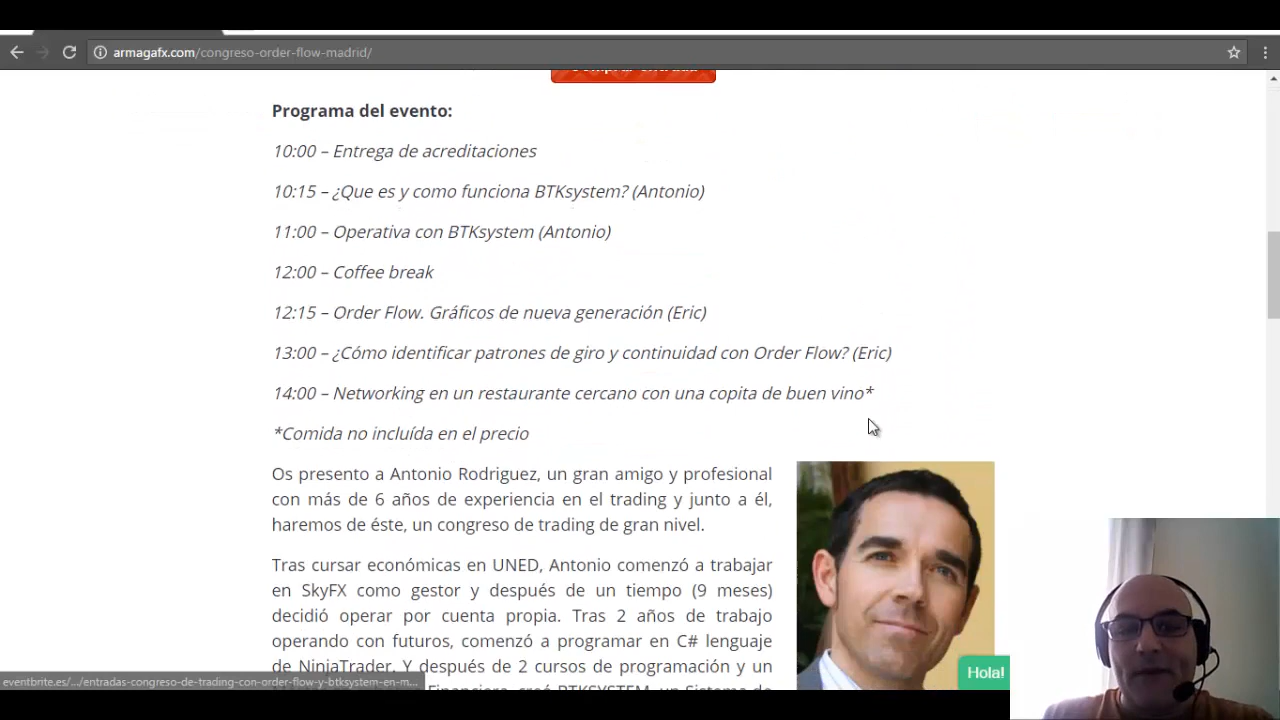 armagafx.com/congreso-order-flow-madrid/
Programa del evento:
10:00 – Entrega de acreditaciones
10:15 – ¿Que es y como funciona BTKsystem? (Antonio)
11:00 – Operativa con BTKsystem (Antonio)
12:00 – Coffee break
12:15 – Order Flow. Gráficos de nueva generación (Eric)
13:00 – ¿Cómo identificar patrones de giro y continuidad con Order Flow? (Eric)
14:00 – Networking en un restaurante cercano con una copita de buen vino*
*Comida no incluída en el precio
Os presento a Antonio Rodriguez, un gran amigo y profesional
con más de 6 años de experiencia en el trading y junto a él,
haremos de éste, un congreso de trading de gran nivel.
Tras cursar económicas en UNED, Antonio comenzó a trabajar
en SkyFX como gestor y después de un tiempo (9 meses)
decidió operar por cuenta propia. Tras 2 años de trabajo
operando con futuros, comenzó a programar en C# lenguaje
de NinjaTrader. Y después de 2 cursos de programación y un
Hola!
eventbrite.es/.../entradas-congreso-de-trading-con-order-flow-y-btksystem-en-m...